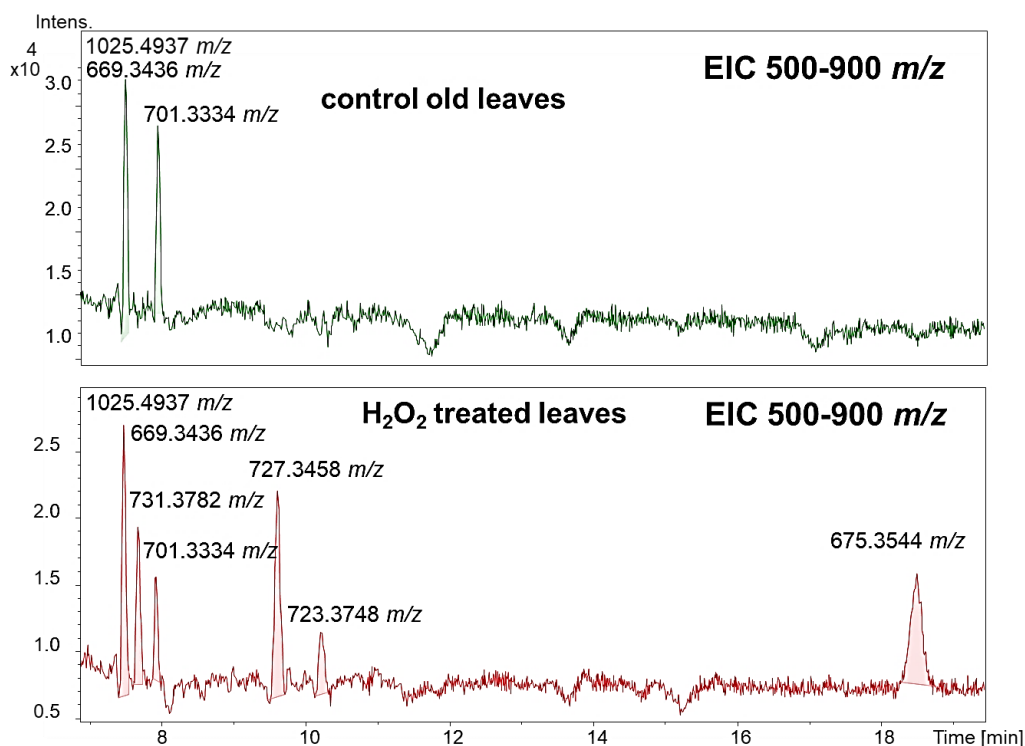 Intens.
4
x10
1025.4937 m/z
669.3436 m/z
701.3334 m/z
control old leaves
EIC 500-900 m/z
3.0
2.5
2.0
1.5
1.0
1025.4937 m/z
669.3436 m/z
731.3782 m/z
701.3334 m/z
727.3458 m/z
723.3748 m/z
675.3544 m/z
H₂O₂ treated leaves
EIC 500-900 m/z
2.5
2.0
1.5
1.0
0.5
8 10 12 14 16 18 Time [min]